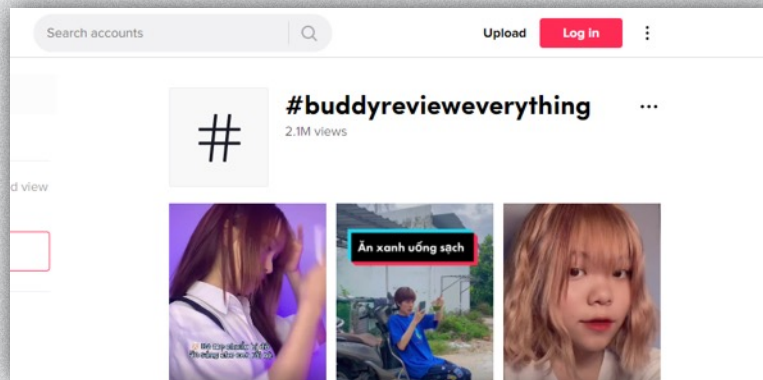 Search accounts
Upload
Log in
#
#buddyrevieweverything
2.1M views
d view
Ăn xanh uống sạch